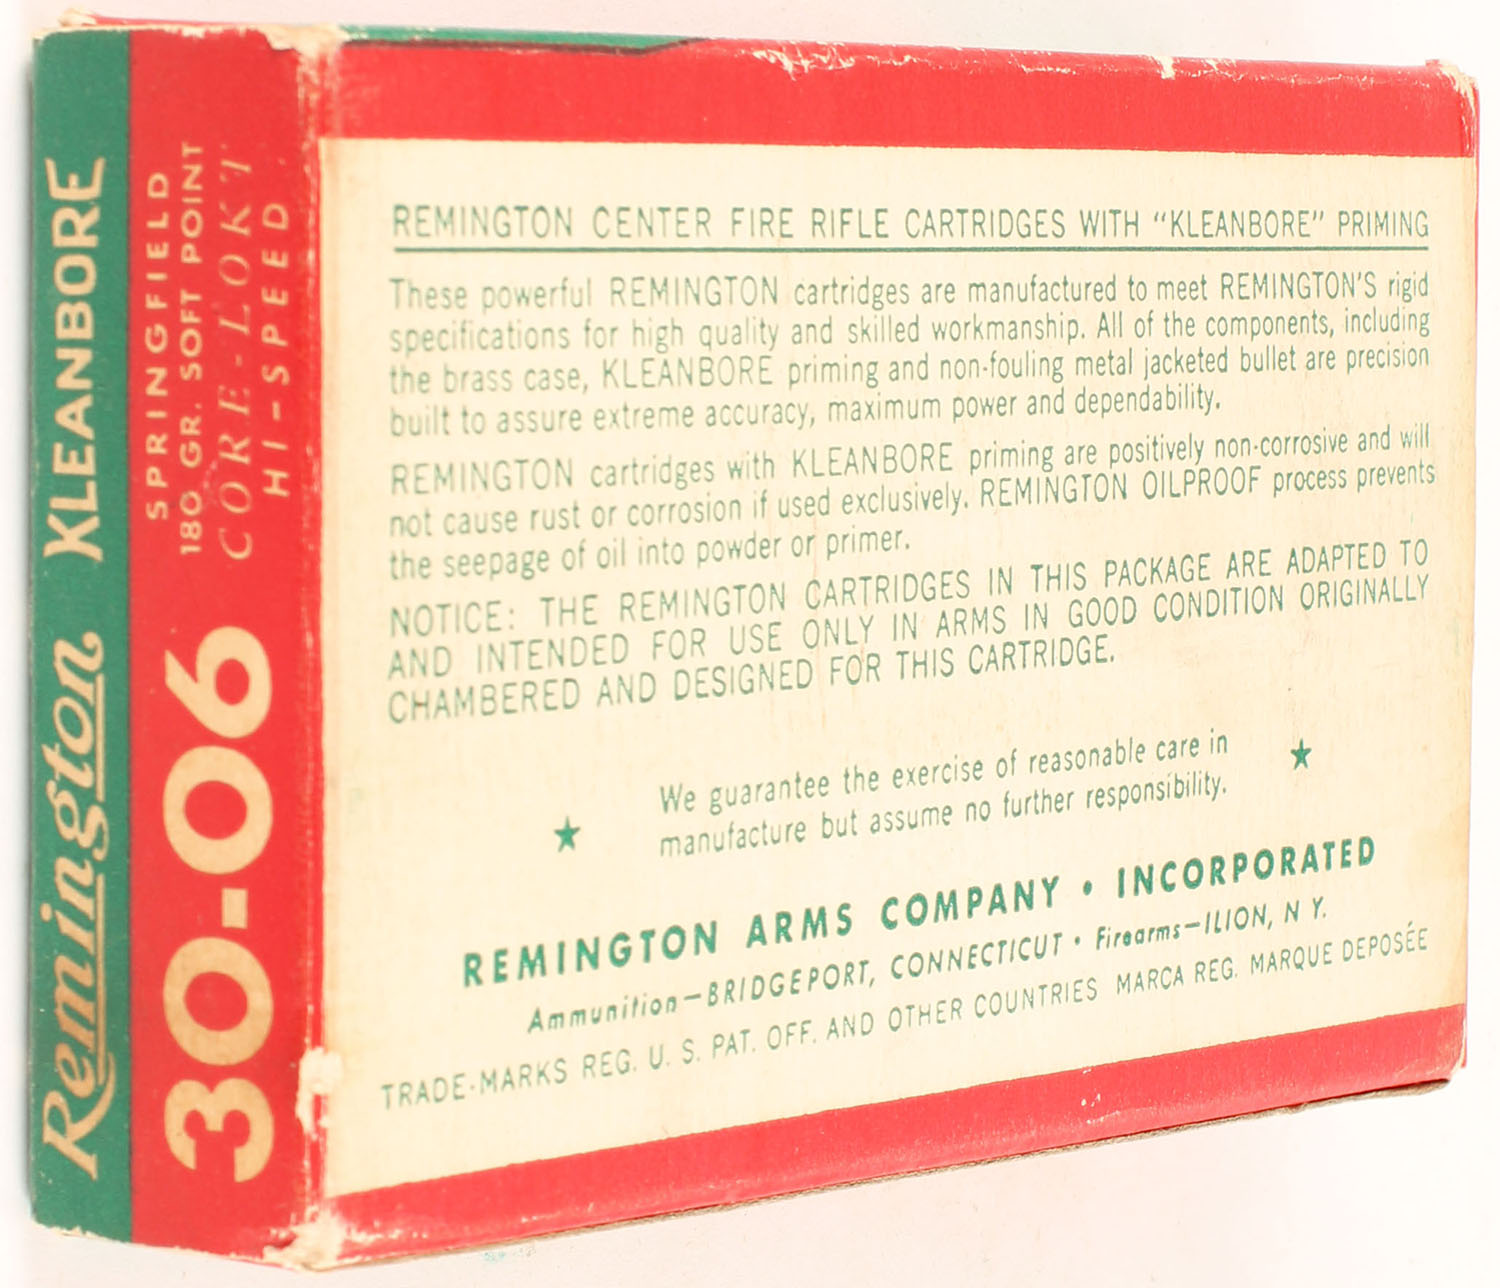 Remington KLEANBORE
30-06
SPRINGFIELD
180 GR. SOFT POINT
CORE-LOKT
HI-SPEED
REMINGTON CENTER FIRE RIFLE CARTRIDGES WITH "KLEANBORE" PRIMING
These powerful REMINGTON cartridges are manufactured to meet REMINGTON'S rigid
specifications for high quality and skilled workmanship. All of the components, including
the brass case, KLEANBORE priming and non-fouling metal jacketed bullet are precision
built to assure extreme accuracy, maximum power and dependability.
REMINGTON cartridges with KLEANBORE priming are positively non-corrosive and will
not cause rust or corrosion if used exclusively. REMINGTON OILPROOF process prevents
the seepage of oil into powder or primer.
NOTICE: THE REMINGTON CARTRIDGES IN THIS PACKAGE ARE ADAPTED TO
AND INTENDED FOR USE ONLY IN ARMS IN GOOD CONDITION ORIGINALLY
CHAMBERED AND DESIGNED FOR THIS CARTRIDGE.
We guarantee the exercise of reasonable care in
manufacture but assume no further responsibility.
REMINGTON ARMS COMPANY • INCORPORATED
Ammunition—BRIDGEPORT, CONNECTICUT • Firearms—ILION, N Y.
TRADE-MARKS REG. U. S. PAT. OFF. AND OTHER COUNTRIES MARCA REG. MARQUE DEPOSÉE